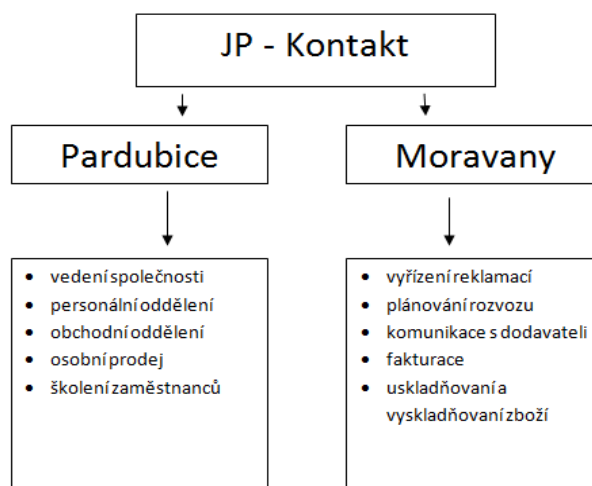 JP - Kontakt
Pardubice
Moravany
• vedení společnosti
• personální oddělení
• obchodní oddělení
• osobní prodej
• školení zaměstnanců
• vyřízení reklamací
• plánování rozvozu
• komunikace s dodavateli
• fakturace
• uskladňovaní a
vyskladňovaní zboží